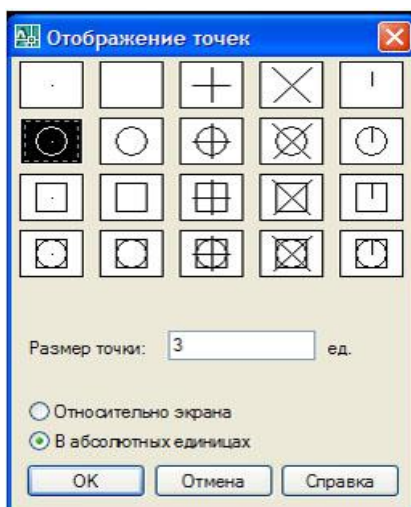 Отображение точек
Размер точки: 3 ед.
Относительно экрана
В абсолютных единицах
OK Отмена Справка